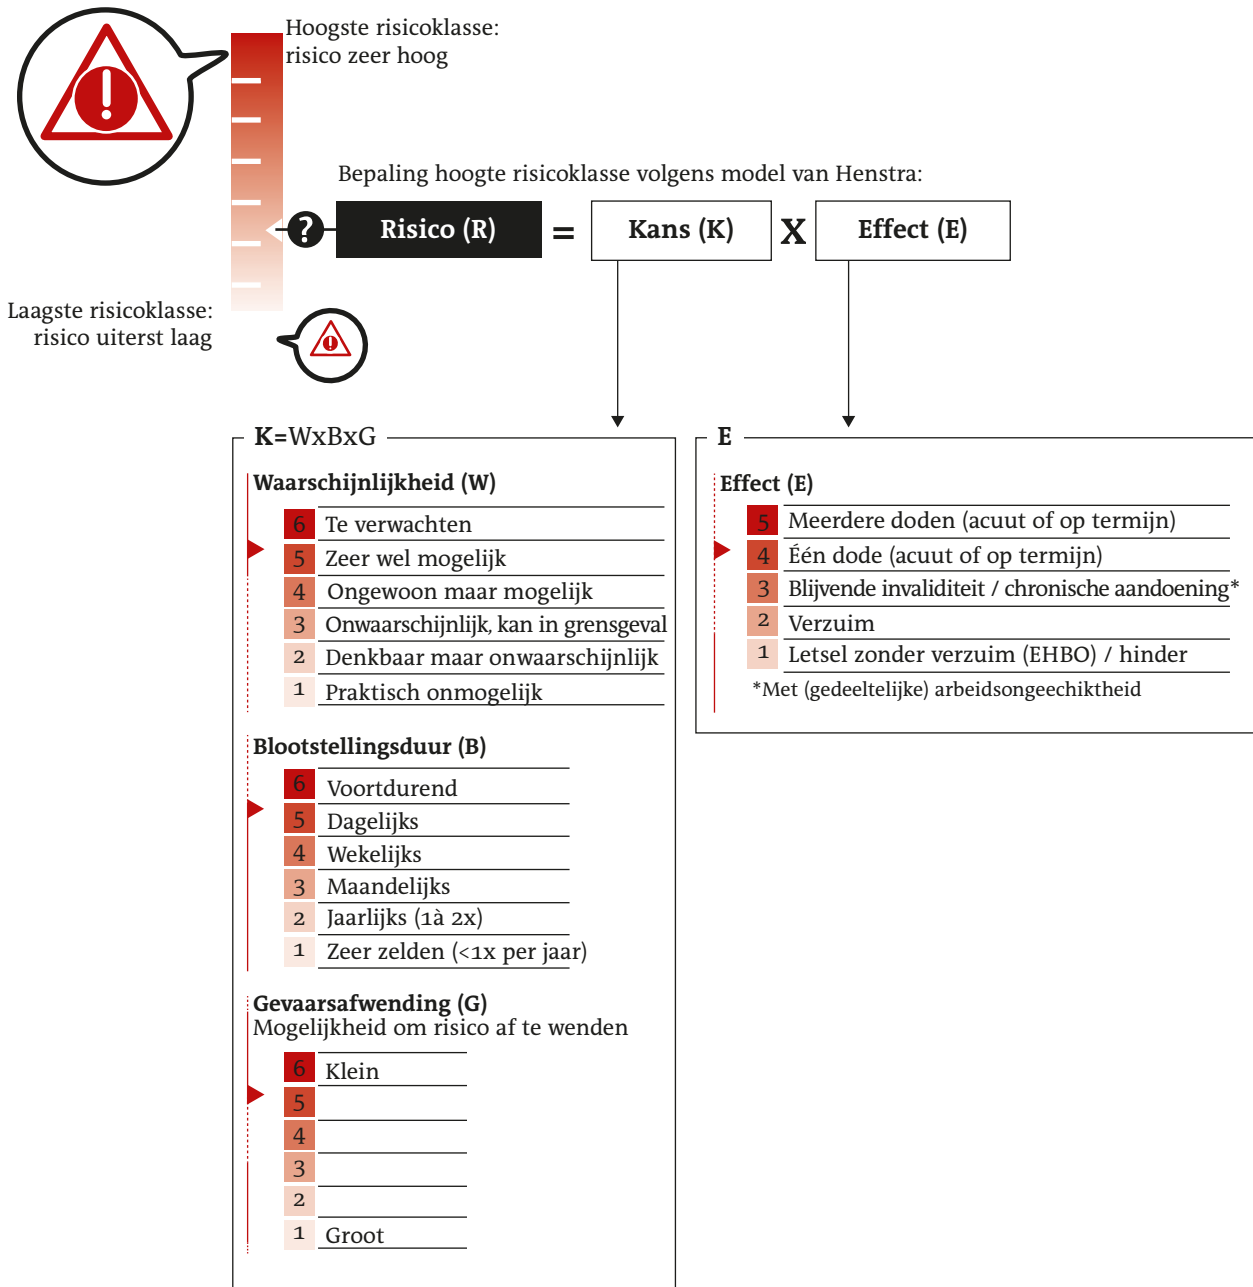 Hoogste risicoklasse:
risico zeer hoog
Bepaling hoogte risicoklasse volgens model van Henstra:
? Risico (R) = Kans (K) X Effect (E)
Laagste risicoklasse:
risico uiterst laag
K=WxBxG
Waarschijnlijkheid (W)
6 Te verwachten
5 Zeer wel mogelijk
4 Ongewoon maar mogelijk
3 Onwaarschijnlijk, kan in grensgeval
2 Denkbaar maar onwaarschijnlijk
1 Praktisch onmogelijk
Blootstellingsduur (B)
6 Voortdurend
5 Dagelijks
4 Wekelijks
3 Maandelijks
2 Jaarlijks (1à 2x)
1 Zeer zelden (<1x per jaar)
Gevaarsafwending (G)
Mogelijkheid om risico af te wenden
6 Klein
5
4
3
2
1 Groot
E
Effect (E)
5 Meerdere doden (acuut of op termijn)
4 Één dode (acuut of op termijn)
3 Blijvende invaliditeit / chronische aandoening*
2 Verzuim
1 Letsel zonder verzuim (EHBO) / hinder
*Met (gedeeltelijke) arbeidsongeechiktheid